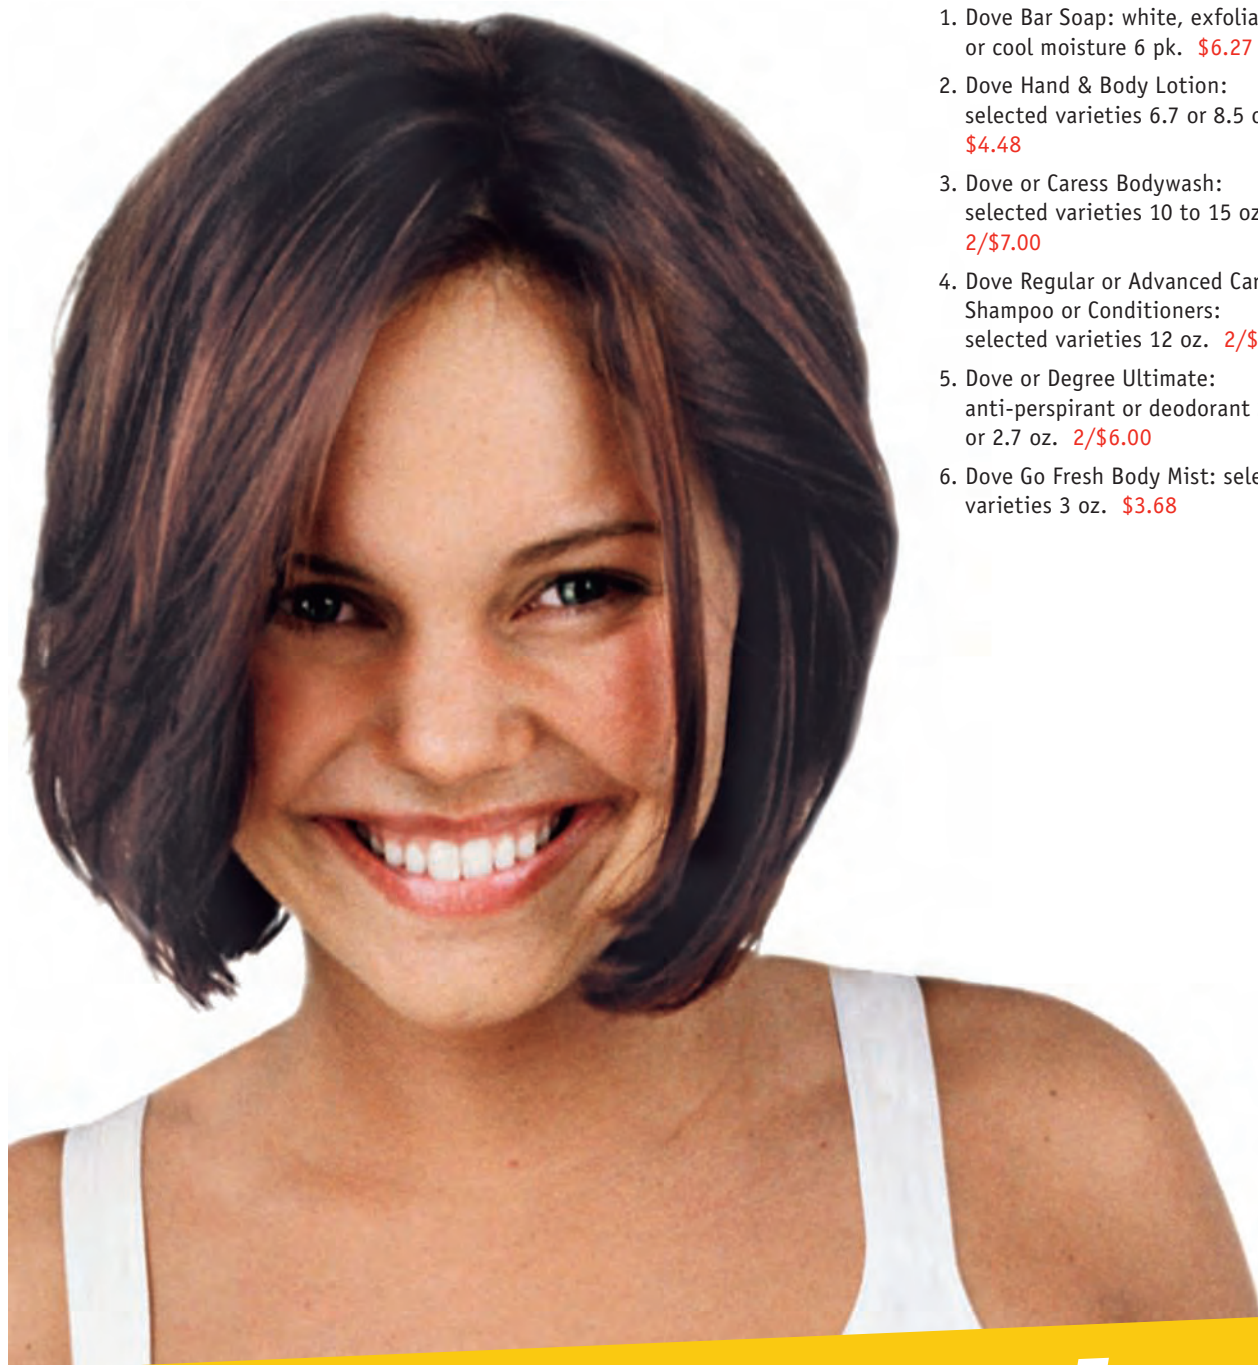 1. Dove Bar Soap: white, exfolia
or cool moisture 6 pk. $6.27
2. Dove Hand & Body Lotion:
selected varieties 6.7 or 8.5 o
$4.48
3. Dove or Caress Bodywash:
selected varieties 10 to 15 oz
2/$7.00
4. Dove Regular or Advanced Car
Shampoo or Conditioners:
selected varieties 12 oz. 2/$
5. Dove or Degree Ultimate:
anti-perspirant or deodorant
or 2.7 oz. 2/$6.00
6. Dove Go Fresh Body Mist: sele
varieties 3 oz. $3.68